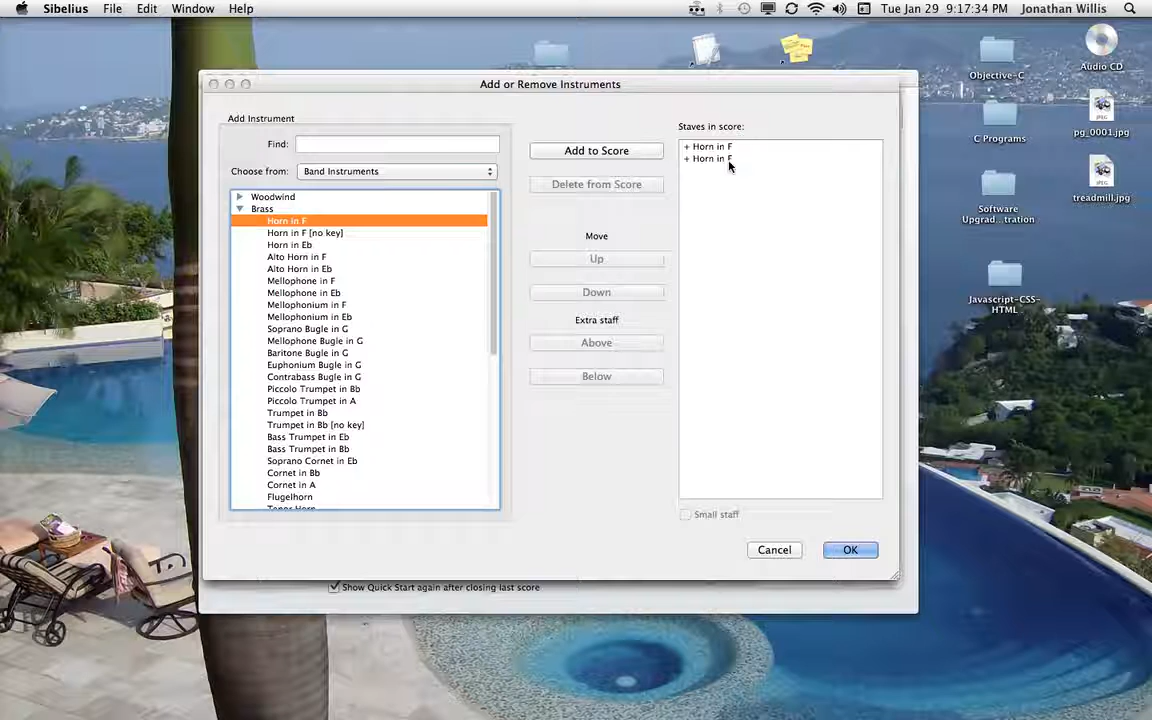 Sibelius File Edit Window Help Tue Jan 29 9:17:34 PM Jonathan Willis
Add or Remove Instruments
Add Instrument
Find:
Choose from: Band Instruments
Woodwind
Brass
Horn in F
Horn in F [no key]
Horn in Eb
Alto Horn in F
Alto Horn in Eb
Mellophone in F
Mellophone in Eb
Mellophonium in F
Mellophonium in Eb
Soprano Bugle in G
Mellophone Bugle in G
Baritone Bugle in G
Euphonium Bugle in G
Contrabass Bugle in G
Piccolo Trumpet in Bb
Piccolo Trumpet in A
Trumpet in Bb
Trumpet in Bb [no key]
Bass Trumpet in Eb
Bass Trumpet in Bb
Soprano Cornet in Eb
Cornet in Bb
Cornet in A
Flugelhorn
Tenor Horn
Add to Score
Delete from Score
Move
Up
Down
Extra staff
Above
Below
Staves in score:
+ Horn in F
+ Horn in F
Small staff
Cancel
OK
Show Quick Start again after closing last score
Objective-C
C Programs
Software
Upgrad...tration
Javascript-CSS-
HTML
Audio CD
pg_0001.jpg
treadmill.jpg